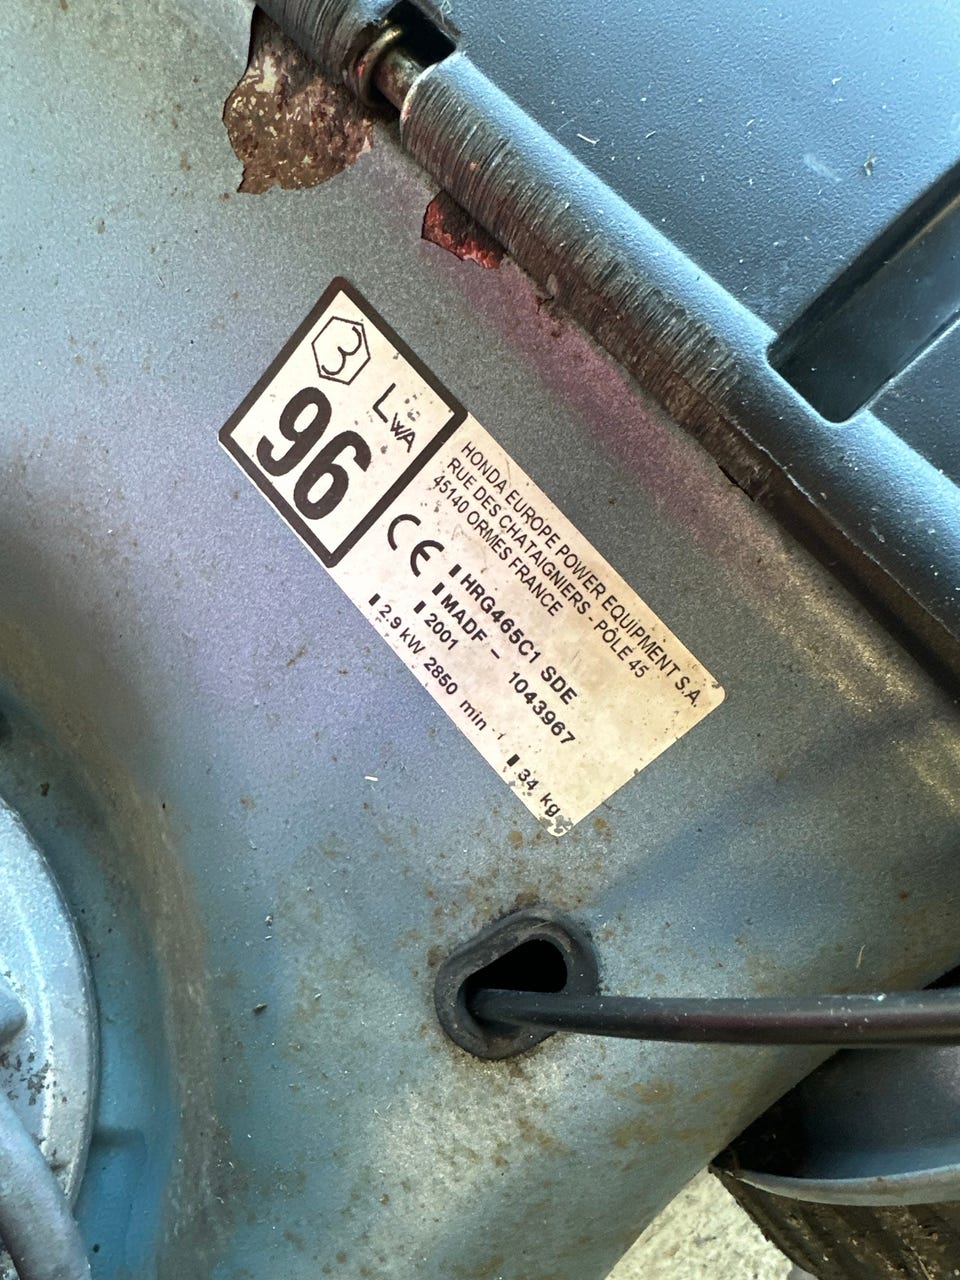 3
LWA
96
HONDA EUROPE POWER EQUIPMENT S.A.
RUE DES CHATAIGNIERS - PÔLE 45
45140 ORMES FRANCE
CE
HRG465C1 SDE
MADF - 1043967
2001
2.9 kW 2850 min⁻¹ 34 kg